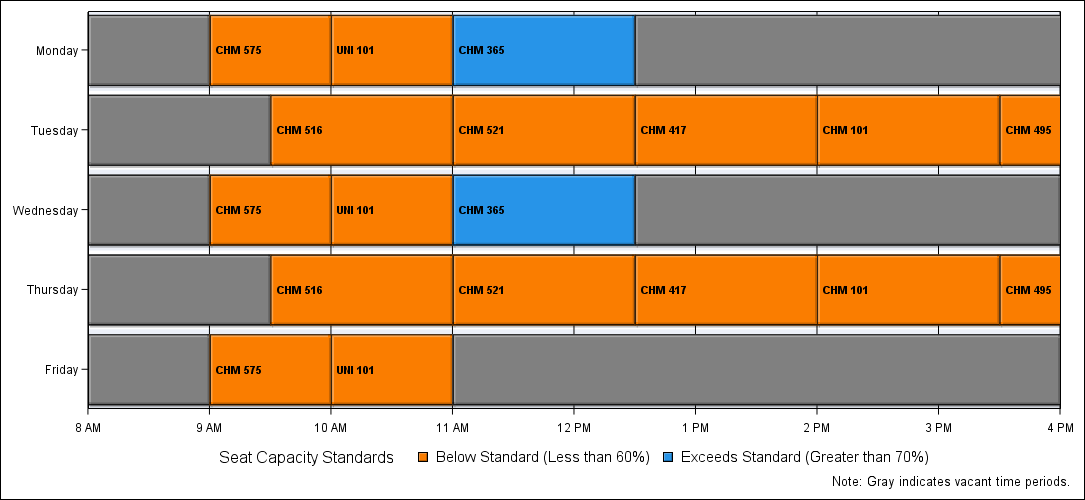 Monday
CHM 575 UNI 101 CHM 365
Tuesday
CHM 516 CHM 521 CHM 417 CHM 101 CHM 495
Wednesday
CHM 575 UNI 101 CHM 365
Thursday
CHM 516 CHM 521 CHM 417 CHM 101 CHM 495
Friday
CHM 575 UNI 101
8 AM 9 AM 10 AM 11 AM 12 PM 1 PM 2 PM 3 PM 4 PM
Seat Capacity Standards Below Standard (Less than 60%) Exceeds Standard (Greater than 70%)
Note: Gray indicates vacant time periods.